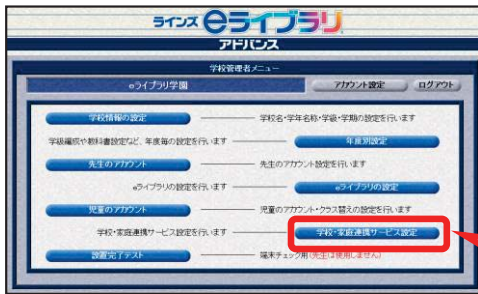 ラインズ eライブラリ
アドバンス
学校管理者メニュー
eライブラリ学園 アカウント設定 ログアウト
学校情報の設定 学校名・学年名称・学級・学期の設定を行います
学級編成や教科書設定など、年度毎の設定を行います 年度別設定
先生のアカウント 先生のアカウント設定を行います
eライブラリの設定を行います eライブラリの設定
児童のアカウント 児童のアカウント・クラス替えの設定を行います
学校・家庭連携サービス設定を行います 学校・家庭連携サービス設定
設置完了テスト 端末チェック用(先生は使用しません)